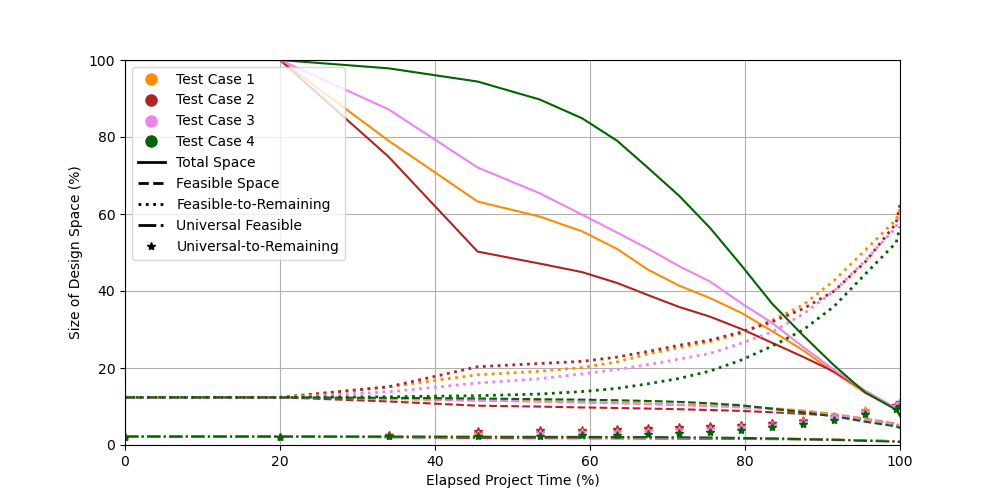 100
80
60
40
20
0
Size of Design Space (%)
Test Case 1
Test Case 2
Test Case 3
Test Case 4
Total Space
Feasible Space
Feasible-to-Remaining
Universal Feasible
Universal-to-Remaining
0 20 40 60 80 100
Elapsed Project Time (%)